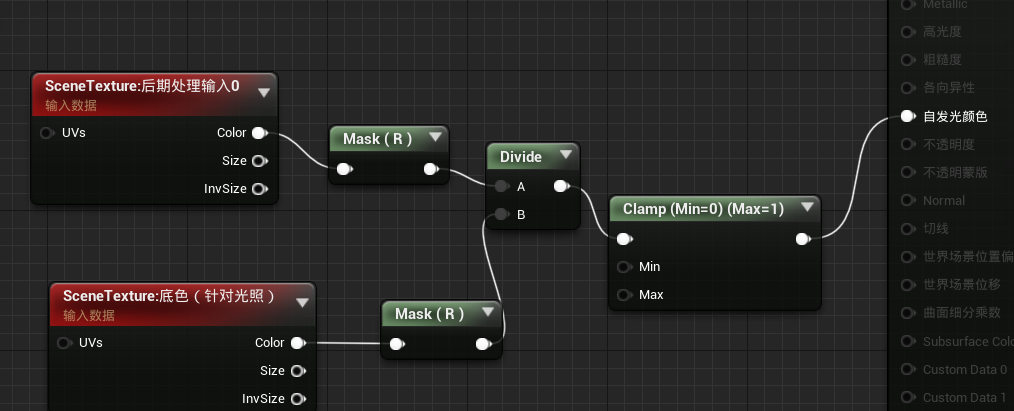 SceneTexture:后期处理输入0
输入数据
UVs
Color
Size
InvSize
Mask ( R )
Divide
A
B
Clamp (Min=0) (Max=1)
Min
Max
SceneTexture:底色（针对光照）
输入数据
UVs
Color
Size
InvSize
Mask ( R )
Metallic
高光度
粗糙度
各向异性
自发光颜色
不透明度
不透明蒙版
Normal
切线
世界场景位置偏
世界场景位移
曲面细分乘数
Subsurface Colo
Custom Data 0
Custom Data 1